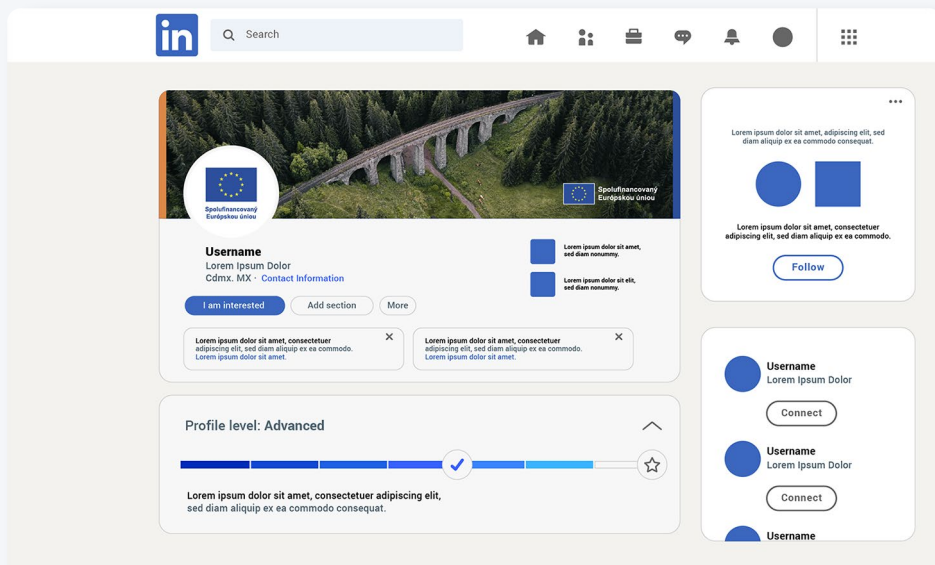 in
Search
Spolufinancovaný
Európskou úniou
Spolufinancovaný
Európskou úniou
Username
Lorem Ipsum Dolor
Cdmx. MX · Contact Information
Lorem ipsum dolor sit amet,
sed diam nonummy.
Lorem ipsum dolor sit elit,
sed diam nonummy.
I am interested
Add section
More
Lorem ipsum dolor sit amet, consectetuer
adipiscing elit, sed diam aliquip ex ea commodo.
Lorem ipsum dolor sit amet.
Lorem ipsum dolor sit amet, consectetuer
adipiscing elit, sed diam aliquip ex ea commodo.
Lorem ipsum dolor sit amet.
Profile level: Advanced
Lorem ipsum dolor sit amet, consectetuer adipiscing elit,
sed diam aliquip ex ea commodo consequat.
Lorem ipsum dolor sit amet, adipiscing elit, sed
diam aliquip ex ea commodo consequat.
Lorem ipsum dolor sit amet, consectetuer
adipiscing elit, sed diam aliquip ex ea commodo.
Follow
Username
Lorem Ipsum Dolor
Connect
Username
Lorem Ipsum Dolor
Connect
Username